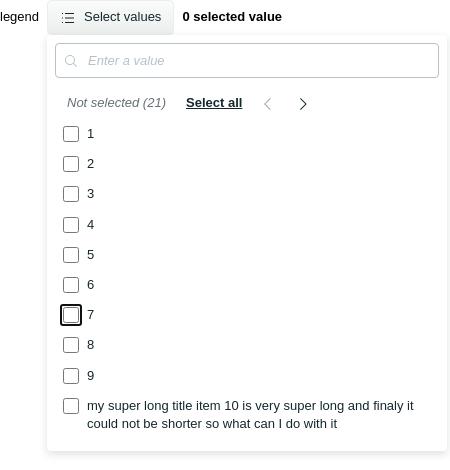 legend Select values 0 selected value
Enter a value
Not selected (21) Select all
1
2
3
4
5
6
7
8
9
my super long title item 10 is very super long and finaly it
could not be shorter so what can I do with it